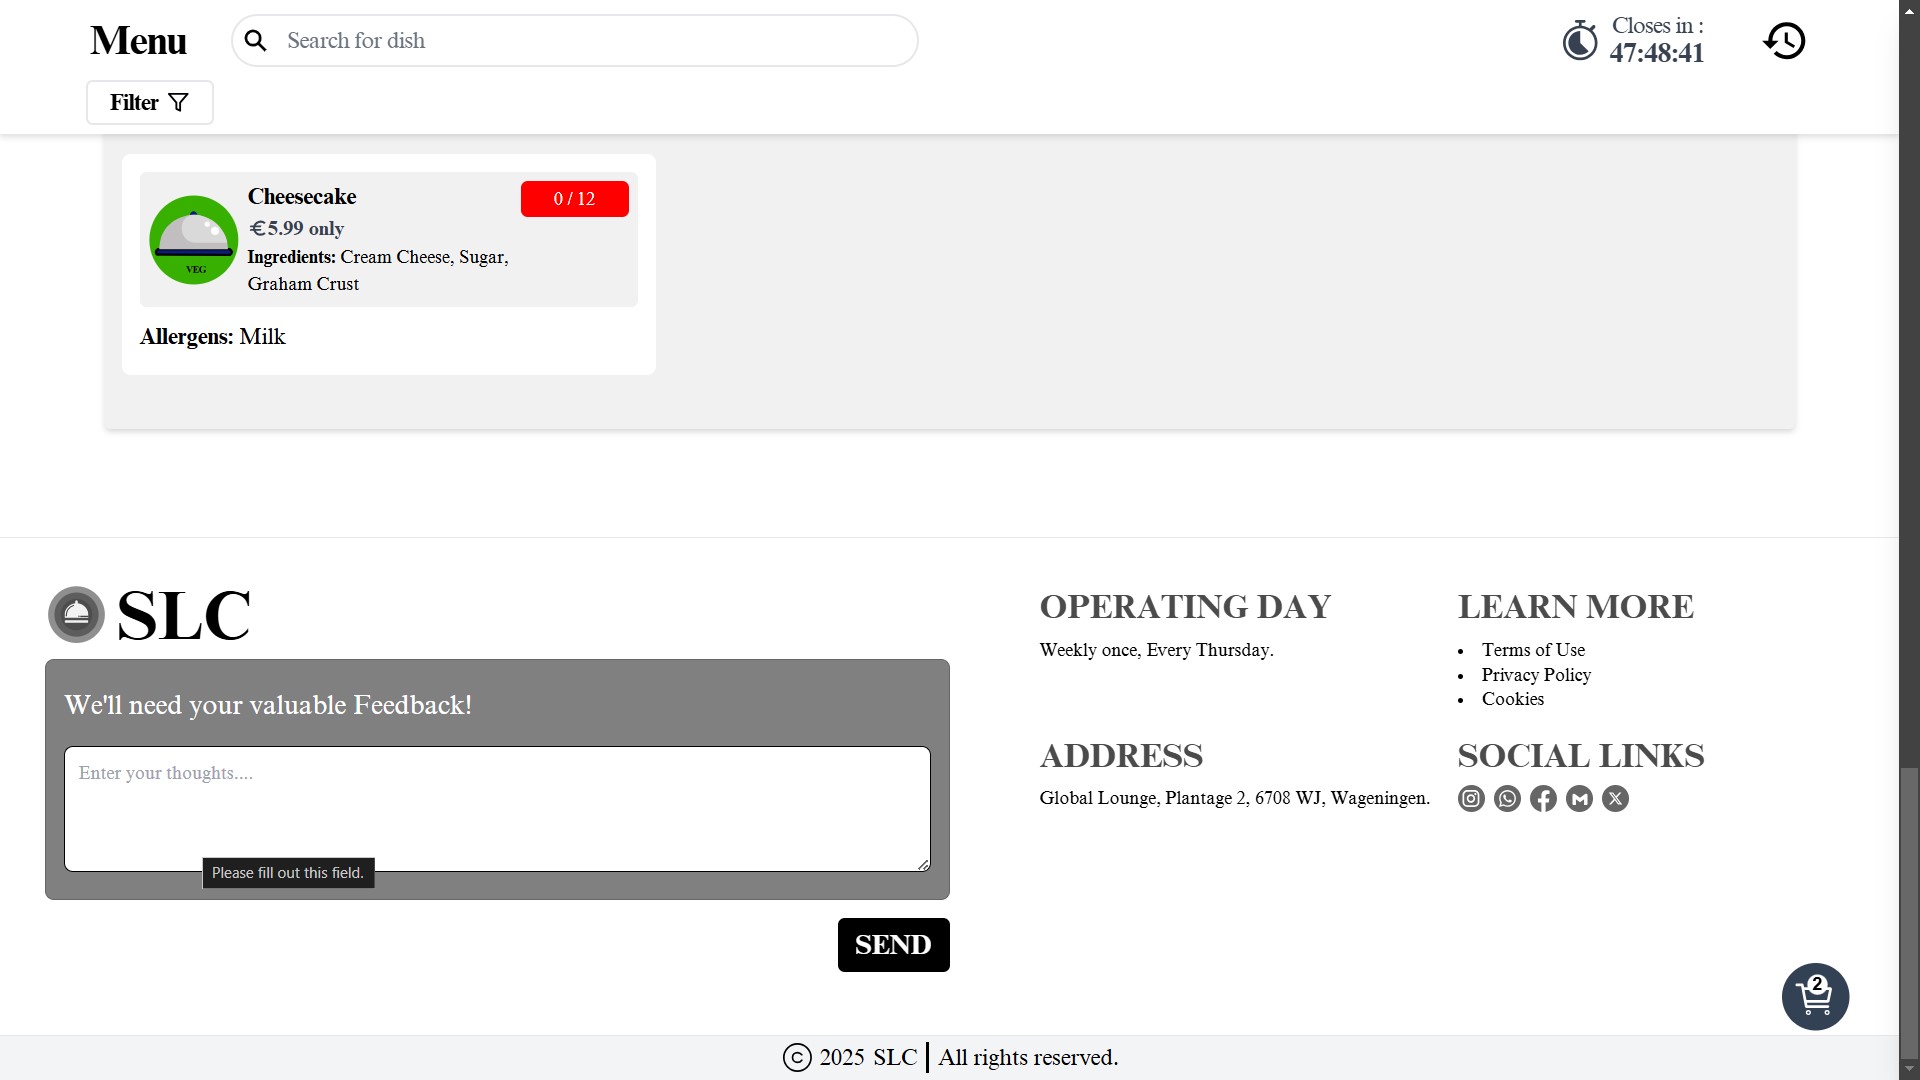 Menu
Search for dish
Closes in :
47:48:41
Filter
Cheesecake
0 / 12
€5.99 only
Ingredients: Cream Cheese, Sugar,
Graham Crust
VEG
Allergens: Milk
SLC
We'll need your valuable Feedback!
Enter your thoughts....
Please fill out this field.
SEND
OPERATING DAY
Weekly once, Every Thursday.
LEARN MORE
• Terms of Use
• Privacy Policy
• Cookies
ADDRESS
Global Lounge, Plantage 2, 6708 WJ, Wageningen.
SOCIAL LINKS
2
© 2025 SLC | All rights reserved.